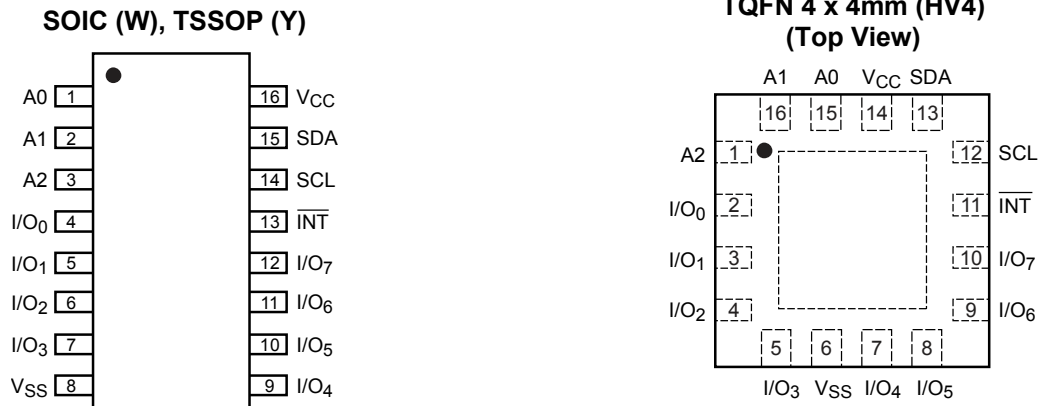 SOIC (W), TSSOP (Y)
A0 1
A1 2
A2 3
I/O0 4
I/O1 5
I/O2 6
I/O3 7
VSS 8
16 VCC
15 SDA
14 SCL
13 INT
12 I/O7
11 I/O6
10 I/O5
9 I/O4
TQFN 4 x 4mm (HV4)
(Top View)
A1 A0 VCC SDA
16 15 14 13
A2 1
I/O0 2
I/O1 3
I/O2 4
12 SCL
11 INT
10 I/O7
9 I/O6
5 6 7 8
I/O3 VSS I/O4 I/O5